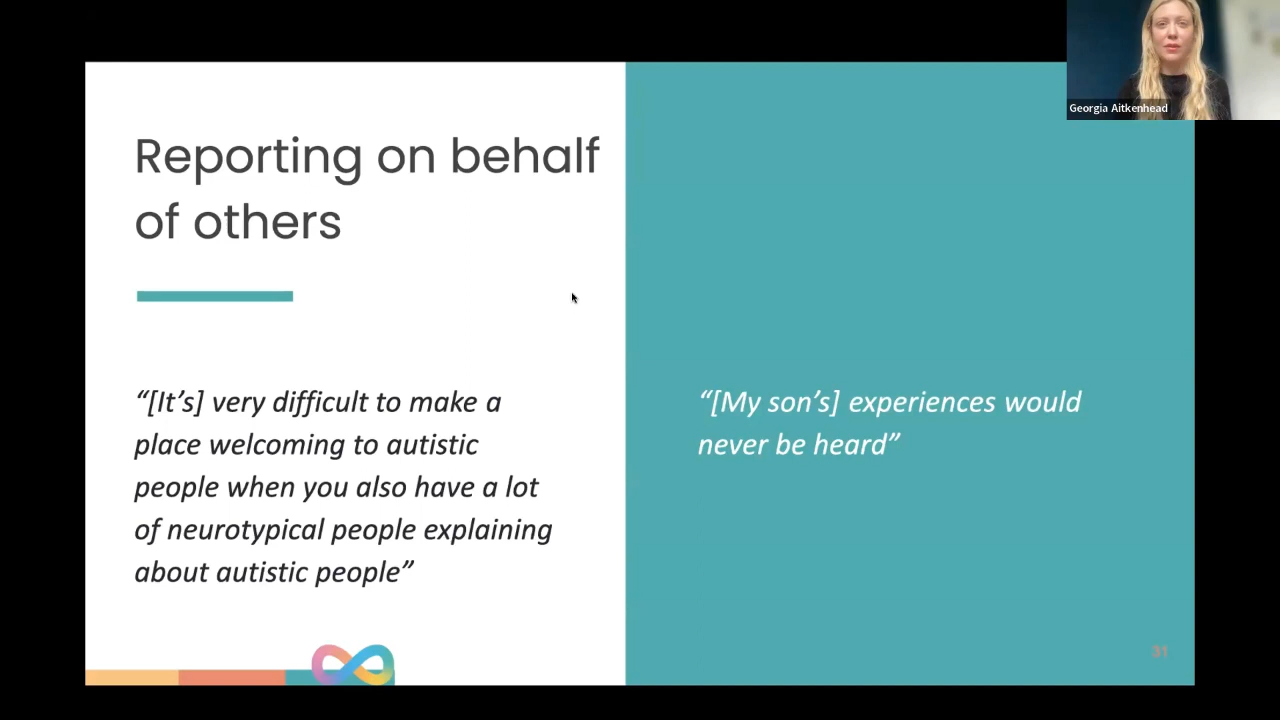 Georgia Aitkenhead
Reporting on behalf
of others
“[It’s] very difficult to make a
place welcoming to autistic
people when you also have a lot
of neurotypical people explaining
about autistic people”
“[My son’s] experiences would
never be heard”
31